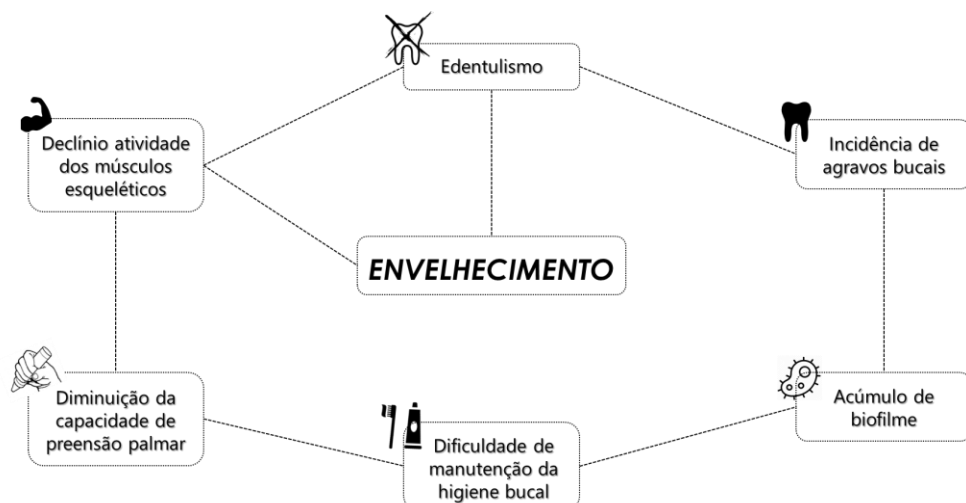 Edentulismo
Declínio atividade
dos músculos
esqueléticos
Incidência de
agravos bucais
ENVELHECIMENTO
Diminuição da
capacidade de
preensão palmar
Dificuldade de
manutenção da
higiene bucal
Acúmulo de
biofilme